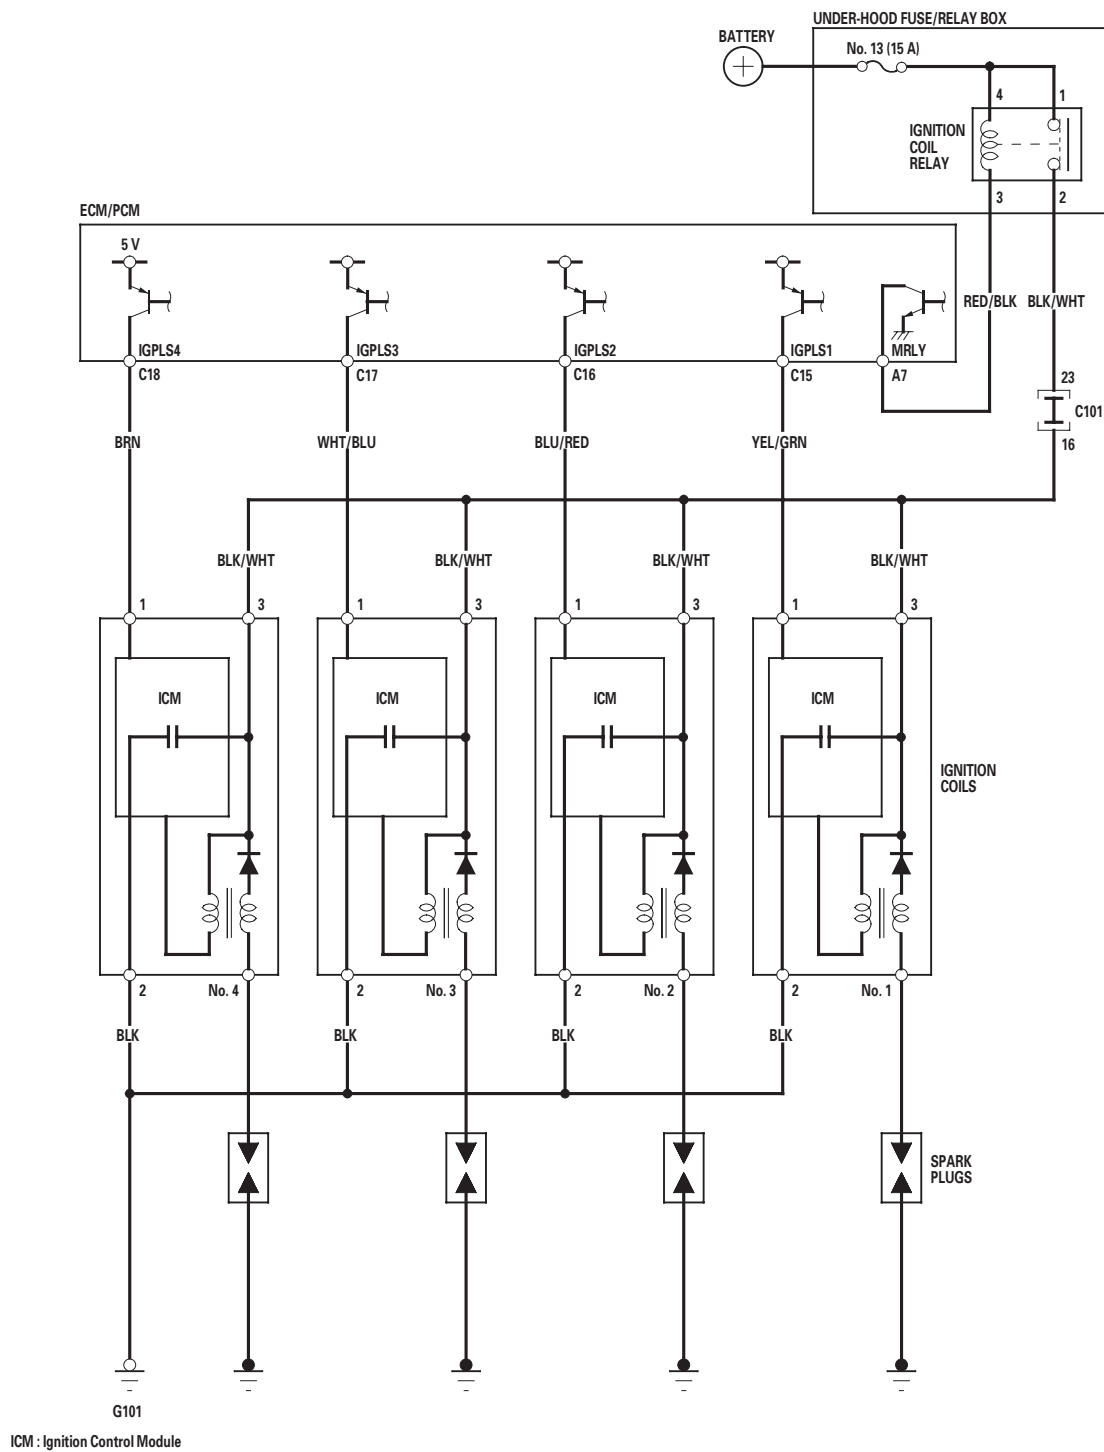 UNDER-HOOD FUSE/RELAY BOX
BATTERY
No. 13 (15 A)
4
1
IGNITION
COIL
RELAY
3
2
ECM/PCM
5 V
RED/BLK
BLK/WHT
IGPLS4
IGPLS3
IGPLS2
IGPLS1
MRLY
C18
C17
C16
C15
A7
23
C101
16
BRN
WHT/BLU
BLU/RED
YEL/GRN
BLK/WHT
BLK/WHT
BLK/WHT
BLK/WHT
1
3
1
3
1
3
1
3
ICM
ICM
ICM
ICM
IGNITION
COILS
2
No. 4
2
No. 3
2
No. 2
2
No. 1
BLK
BLK
BLK
BLK
SPARK
PLUGS
G101
ICM : Ignition Control Module